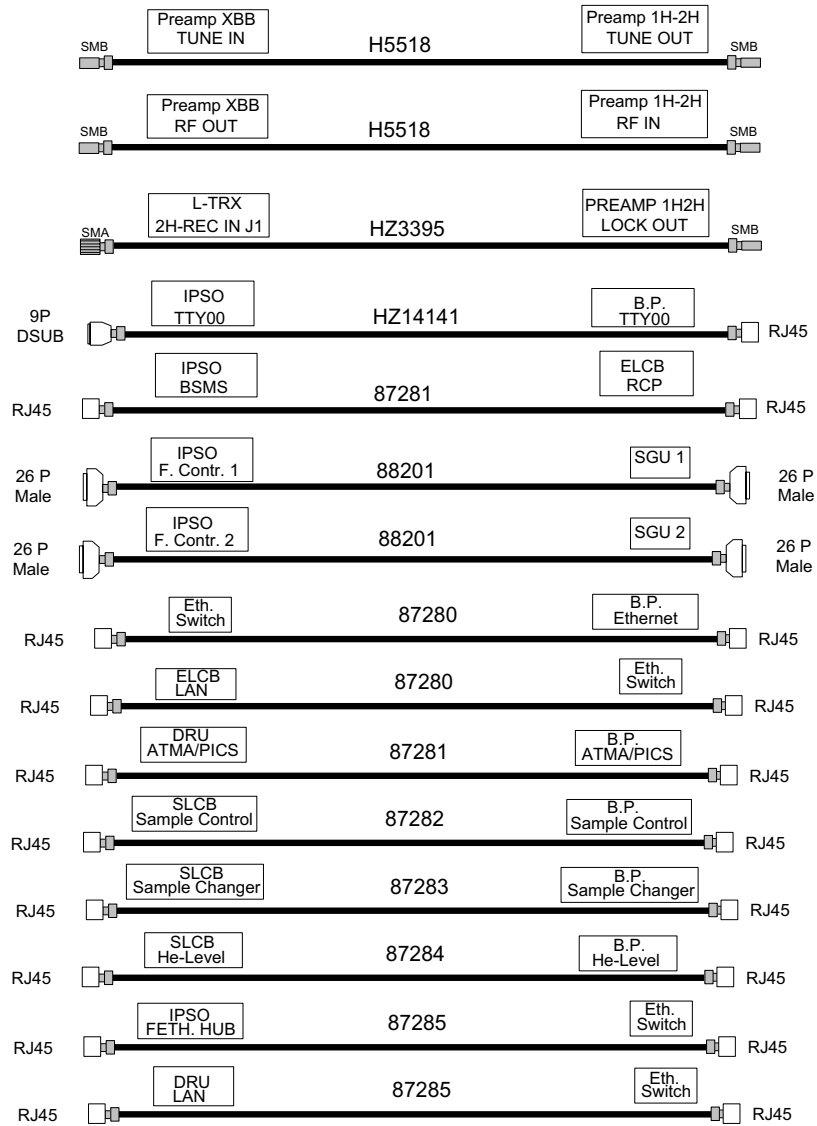 Preamp XBB
TUNE IN
H5518
Preamp 1H-2H
TUNE OUT
SMB
SMB
Preamp XBB
RF OUT
H5518
Preamp 1H-2H
RF IN
SMB
SMB
L-TRX
2H-REC IN J1
HZ3395
PREAMP 1H2H
LOCK OUT
SMA
SMB
9P
DSUB
IPSO
TTY00
HZ14141
B.P.
TTY00
RJ45
RJ45
IPSO
BSMS
87281
ELCB
RCP
RJ45
26 P
Male
IPSO
F. Contr. 1
88201
SGU 1
26 P
Male
26 P
Male
IPSO
F. Contr. 2
88201
SGU 2
26 P
Male
RJ45
Eth.
Switch
87280
B.P.
Ethernet
RJ45
RJ45
ELCB
LAN
87280
Eth.
Switch
RJ45
RJ45
DRU
ATMA/PICS
87281
B.P.
ATMA/PICS
RJ45
RJ45
SLCB
Sample Control
87282
B.P.
Sample Control
RJ45
RJ45
SLCB
Sample Changer
87283
B.P.
Sample Changer
RJ45
RJ45
SLCB
He-Level
87284
B.P.
He-Level
RJ45
RJ45
IPSO
FETH. HUB
87285
Eth.
Switch
RJ45
RJ45
DRU
LAN
87285
Eth.
Switch
RJ45